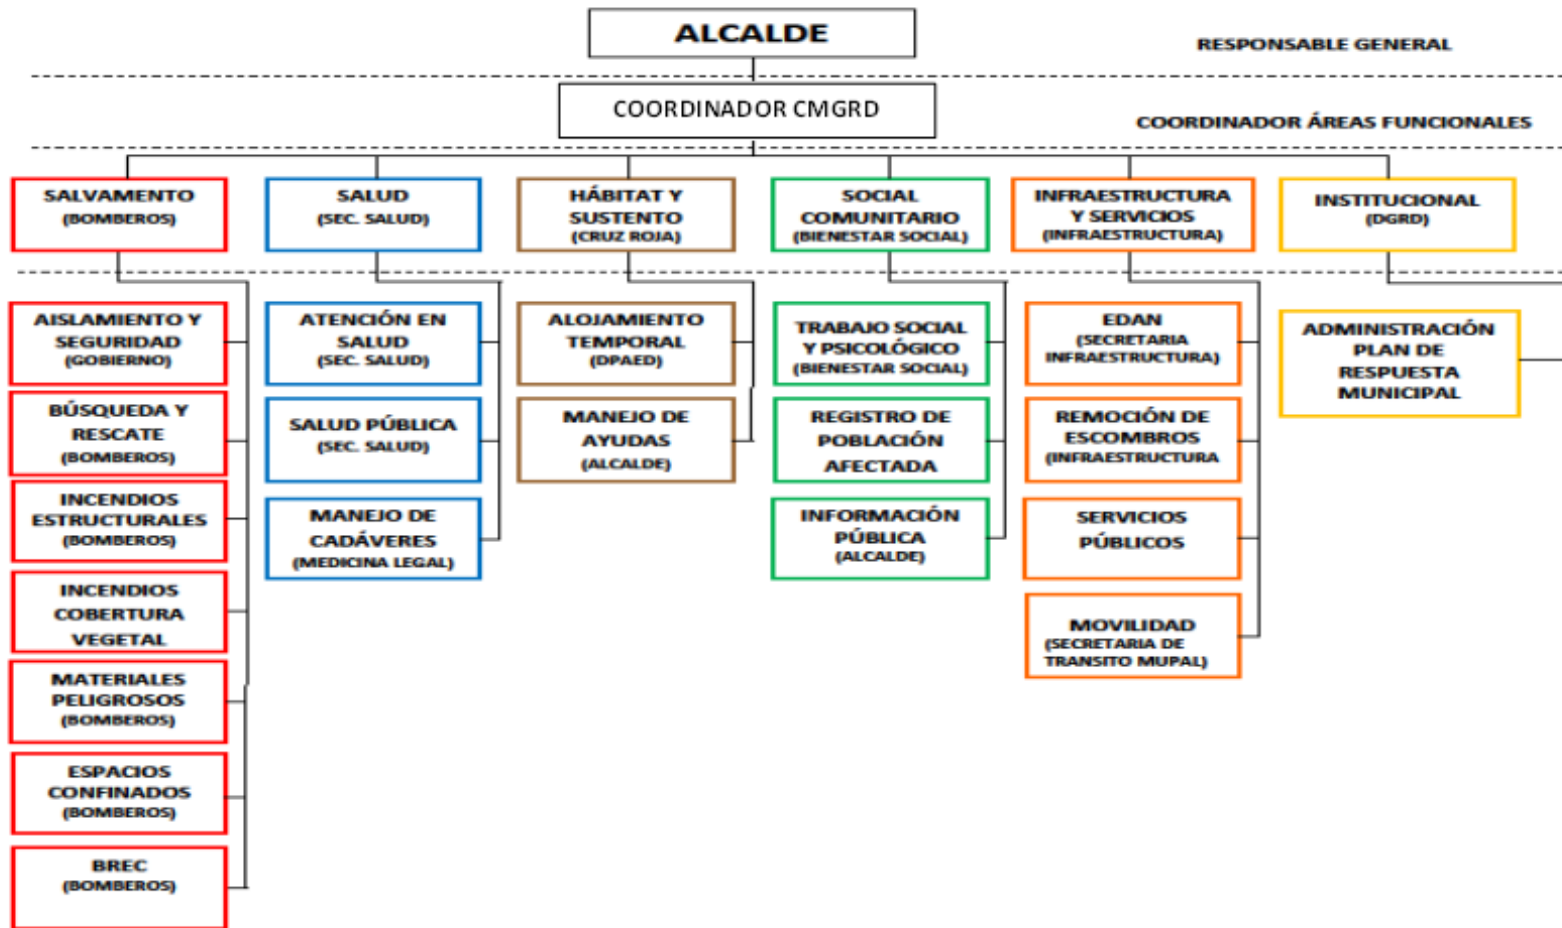 ALCALDE
RESPONSABLE GENERAL
COORDINADOR CMGRD
COORDINADOR ÁREAS FUNCIONALES
SALVAMENTO
(BOMBEROS)
SALUD
(SEC. SALUD)
HÁBITAT Y
SUSTENTO
(CRUZ ROJA)
SOCIAL
COMUNITARIO
(BIENESTAR SOCIAL)
INFRAESTRUCTURA
Y SERVICIOS
(INFRAESTRUCTURA)
INSTITUCIONAL
(DGRD)
AISLAMIENTO Y
SEGURIDAD
(GOBIERNO)
BÚSQUEDA Y
RESCATE
(BOMBEROS)
INCENDIOS
ESTRUCTURALES
(BOMBEROS)
INCENDIOS
COBERTURA
VEGETAL
MATERIALES
PELIGROSOS
(BOMBEROS)
ESPACIOS
CONFINADOS
(BOMBEROS)
BREC
(BOMBEROS)
ATENCIÓN EN
SALUD
(SEC. SALUD)
SALUD PÚBLICA
(SEC. SALUD)
MANEJO DE
CADÁVERES
(MEDICINA LEGAL)
ALOJAMIENTO
TEMPORAL
(DPAED)
MANEJO DE
AYUDAS
(ALCALDE)
TRABAJO SOCIAL
Y PSICOLÓGICO
(BIENESTAR SOCIAL)
REGISTRO DE
POBLACIÓN
AFECTADA
INFORMACIÓN
PÚBLICA
(ALCALDE)
EDAN
(SECRETARIA
INFRAESTRUCTURA)
REMOCIÓN DE
ESCOMBROS
(INFRAESTRUCTURA
SERVICIOS
PÚBLICOS
MOVILIDAD
(SECRETARIA DE
TRANSITO MUPAL)
ADMINISTRACIÓN
PLAN DE
RESPUESTA
MUNICIPAL